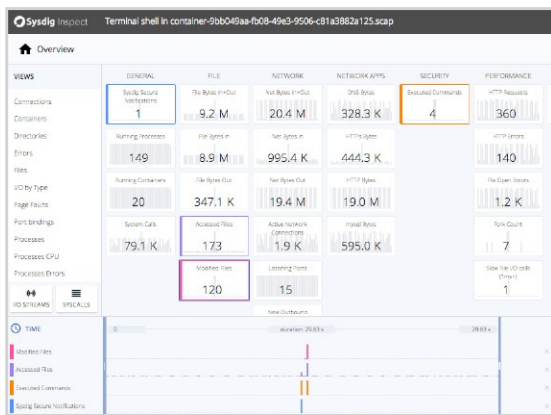 Sysdig Inspect
Terminal shell in container-9bb049aa-fb08-49e3-9506-c81a3882a125.scap
Overview
VIEWS
Connections
Containers
Directories
Errors
Files
I/O by Type
Page Faults
Port bindings
Processes
Processes CPU
Processes Errors
I/O STREAMS
SYSCALLS
GENERAL
Sysdig Secure
Notifications
1
Running Processes
149
Running Containers
20
System Calls
79.1 K
FILE
File Bytes In+Out
9.2 M
File Bytes In
8.9 M
File Bytes Out
347.1 K
Accessed Files
173
Modified Files
120
NETWORK
Net Bytes In+Out
20.4 M
Net Bytes In
995.4 K
Net Bytes Out
19.4 M
Active Network
Connections
1.9 K
Listening Ports
15
New Outbound
NETWORK APPS
DNS Bytes
328.3 K
HTTPs Bytes
444.3 K
HTTP Bytes
19.0 M
mysql Bytes
595.0 K
SECURITY
Executed Commands
4
PERFORMANCE
HTTP Requests
360
HTTP Errors
140
File Open Errors
1.2 K
Fork Count
7
Slow File I/O calls
1
TIME
0
duration 29.83 s
29.83 s
Modified Files
Accessed Files
Executed Commands
Sysdig Secure Notifications